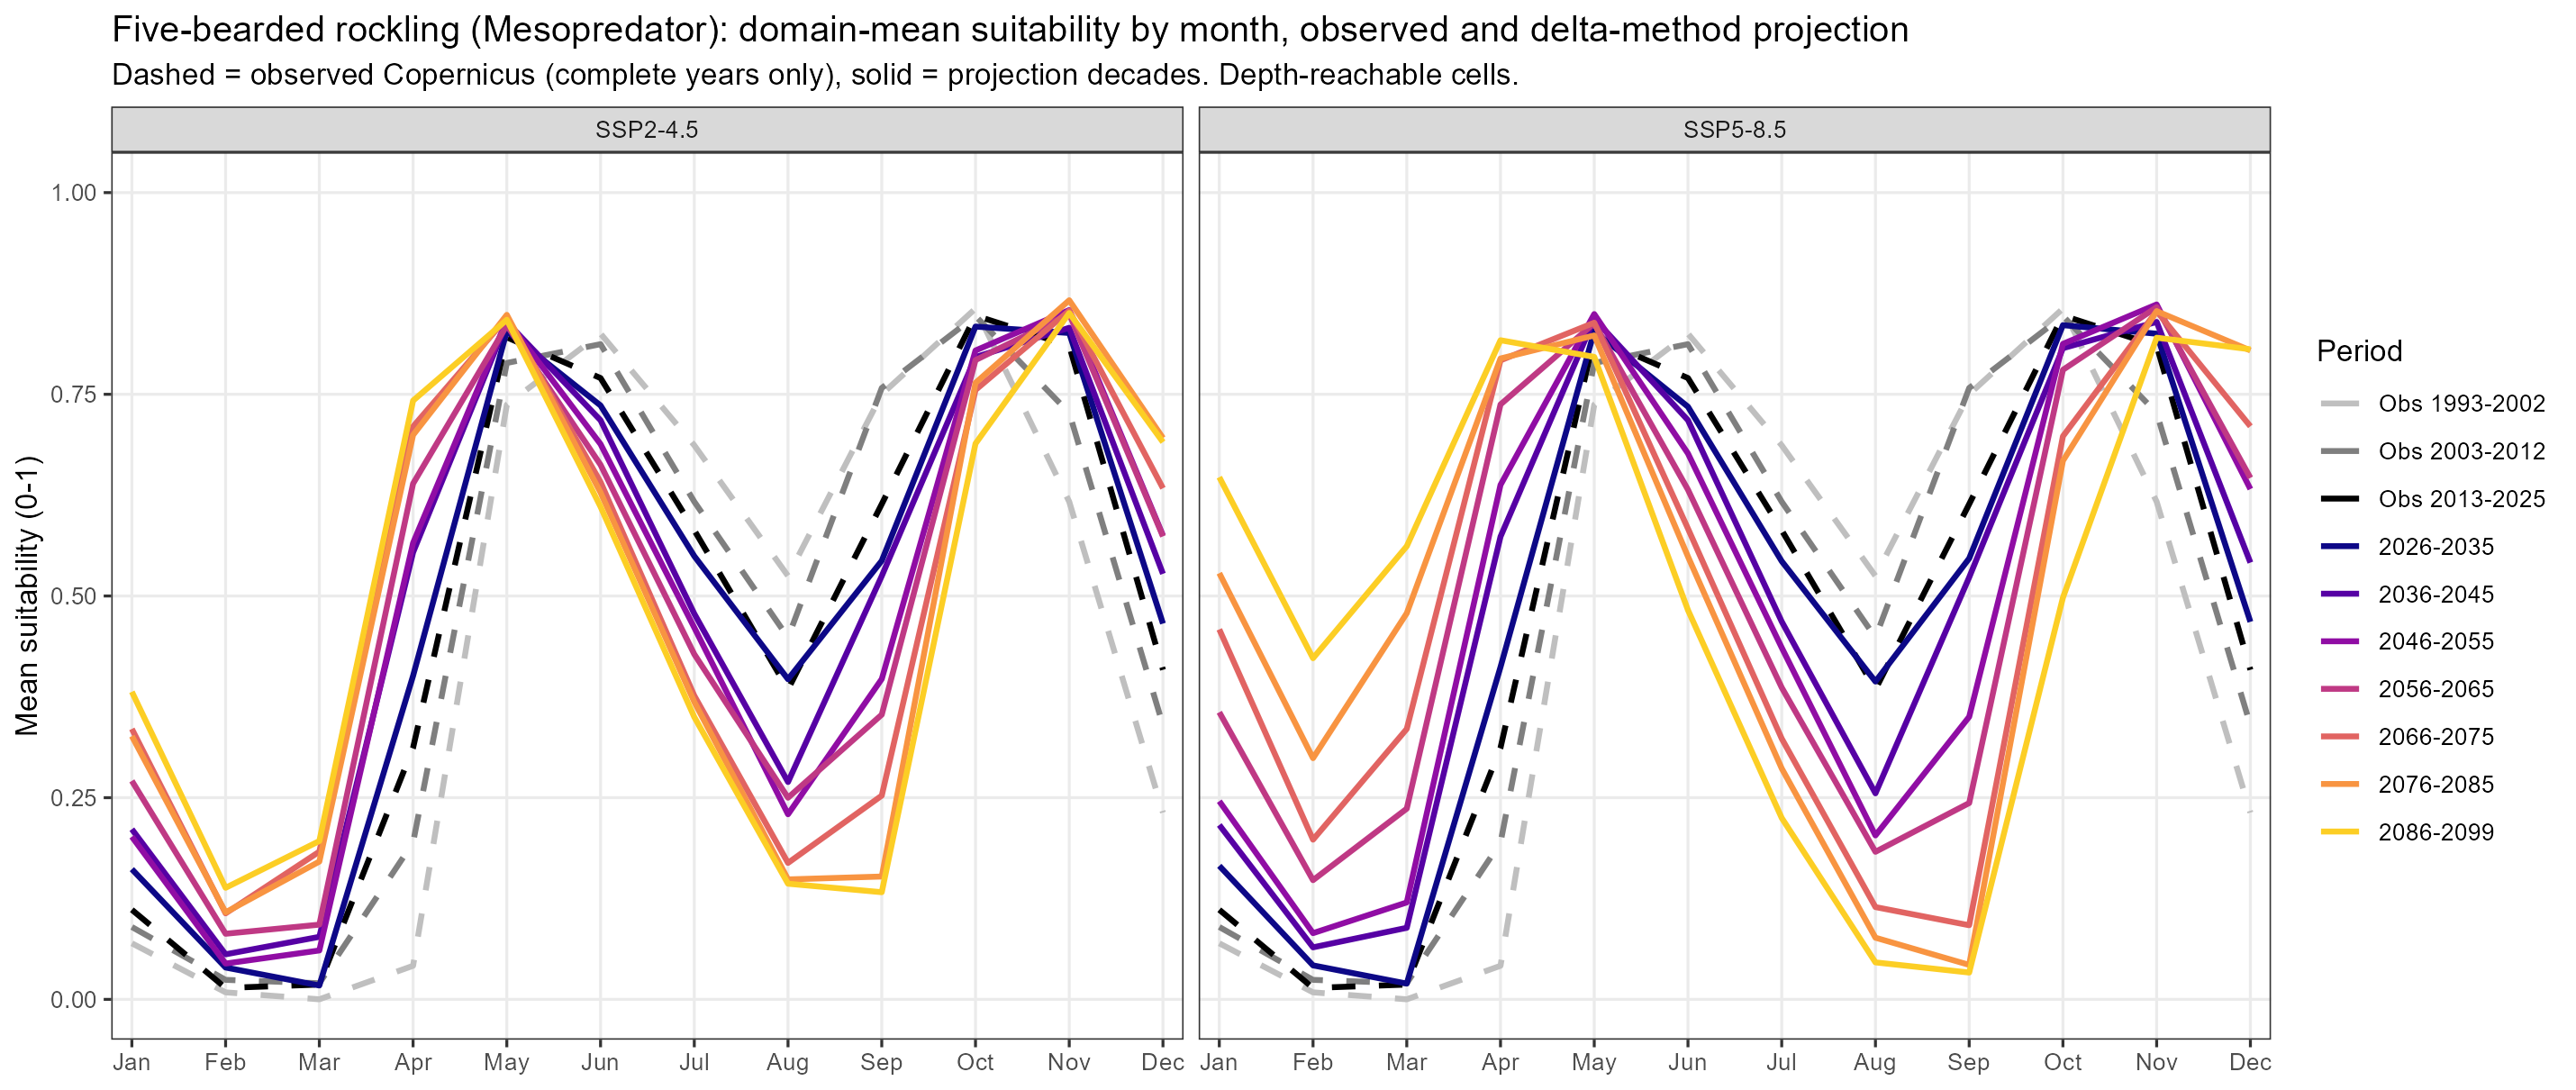 Five-bearded rockling (Mesopredator): domain-mean suitability by month, observed and delta-method projection
Dashed = observed Copernicus (complete years only), solid = projection decades. Depth-reachable cells.
SSP2-4.5
SSP5-8.5
Mean suitability (0-1)
1.00
0.75
0.50
0.25
0.00
Jan Feb Mar Apr May Jun Jul Aug Sep Oct Nov Dec
Jan Feb Mar Apr May Jun Jul Aug Sep Oct Nov Dec
Period
Obs 1993-2002
Obs 2003-2012
Obs 2013-2025
2026-2035
2036-2045
2046-2055
2056-2065
2066-2075
2076-2085
2086-2099